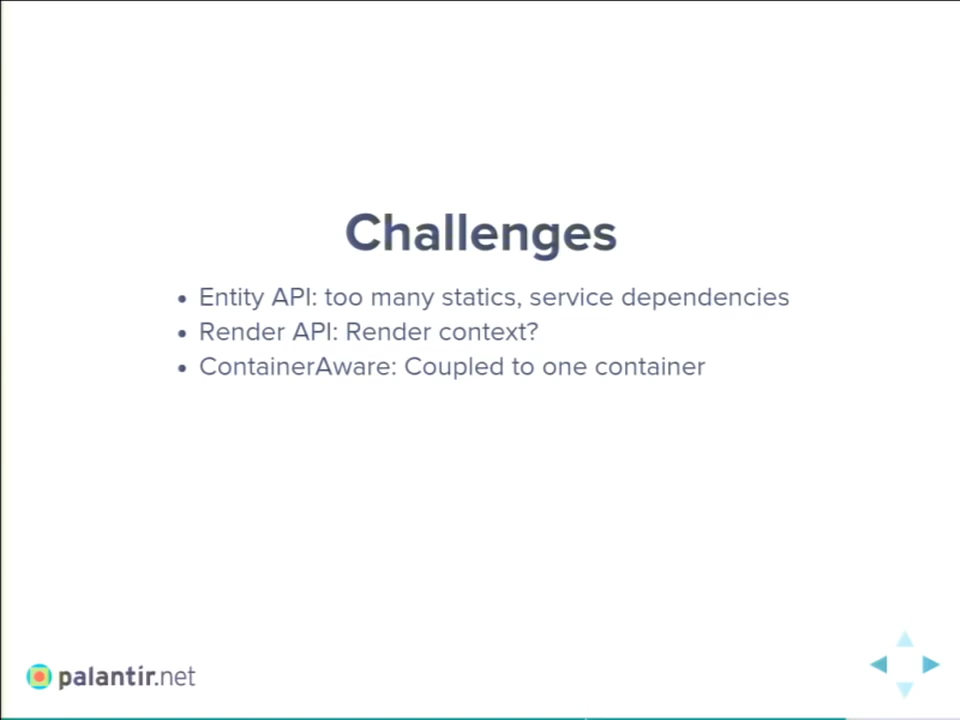 Challenges
• Entity API: too many statics, service dependencies
• Render API: Render context?
• ContainerAware: Coupled to one container
palantir.net